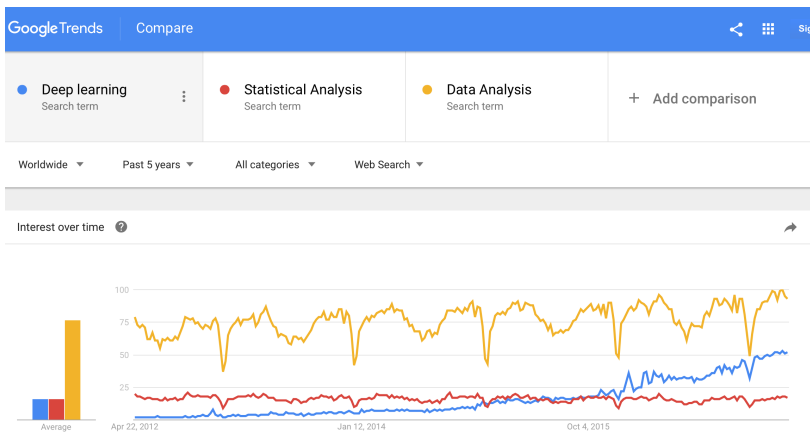 Google Trends Compare Sig
Deep learning
Search term
Statistical Analysis
Search term
Data Analysis
Search term
+ Add comparison
Worldwide Past 5 years All categories Web Search
Interest over time ?
100
75
50
25
Average Apr 22, 2012 Jan 12, 2014 Oct 4, 2015